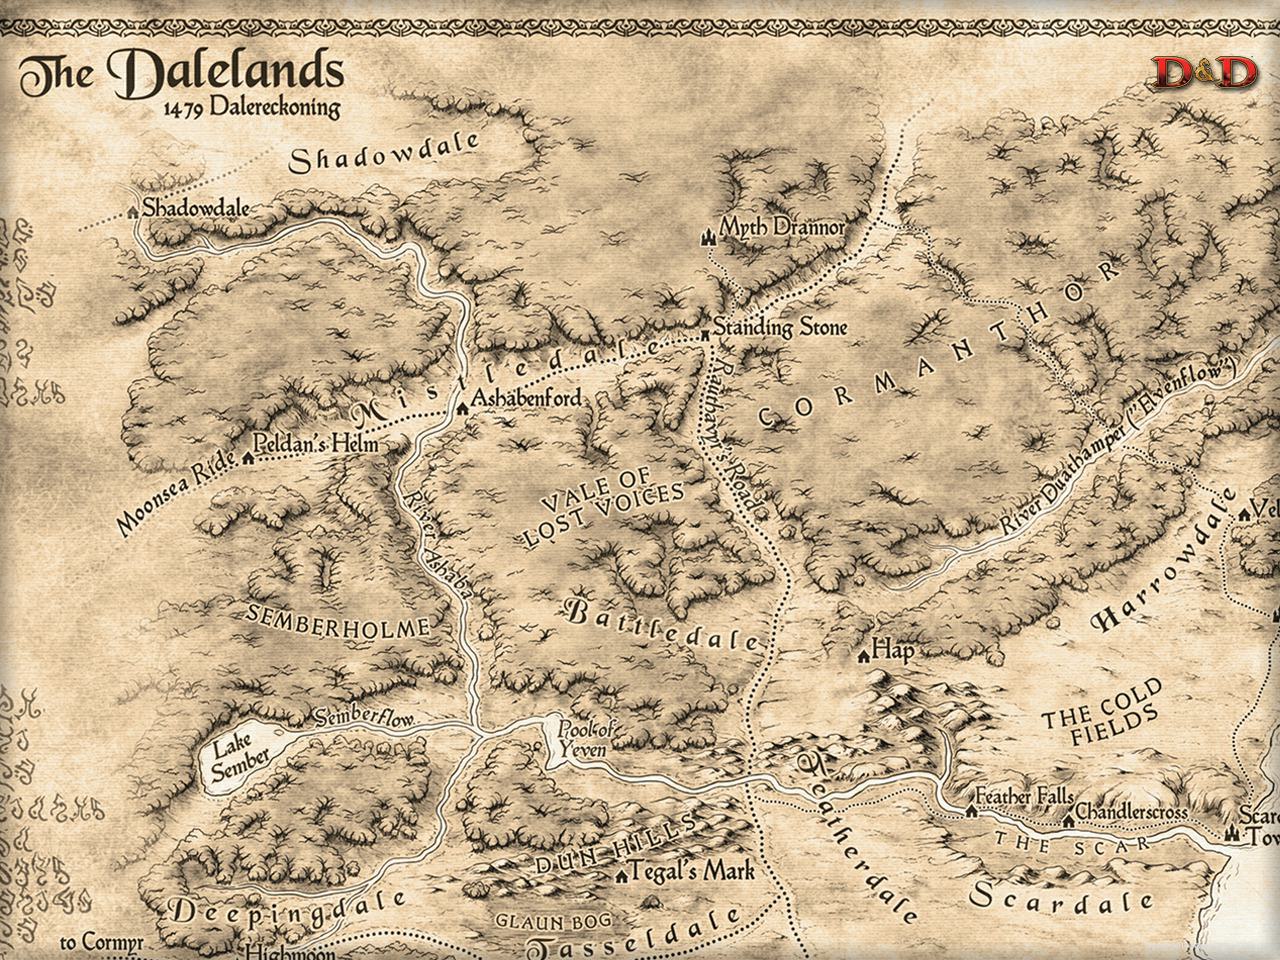 The Dalelands
1479 Dalereckoning
D&D
Shadowdale
Shadowdale
Myth Drannor
Standing Stone
CORMANTHOR
Mistledale
Ashabenford
Peldan's Helm
Moonsea Ride
Rauthauvyr's Road
River Duathamper ("Elvenflow")
VALE OF
LOST VOICES
River Ashaba
Harrowdale
Vel
SEMBERHOLME
Battledale
Hap
THE COLD
FIELDS
Semberflow
Lake
Sember
Pool of
Yeven
Featherdale
Feather Falls
Chandlerscross
Scar
Tow
THE SCAR
DUN HILLS
Tegal's Mark
Scardale
Deepingdale
GLAUN BOG
Tasseldale
to Cormyr
Highmoon